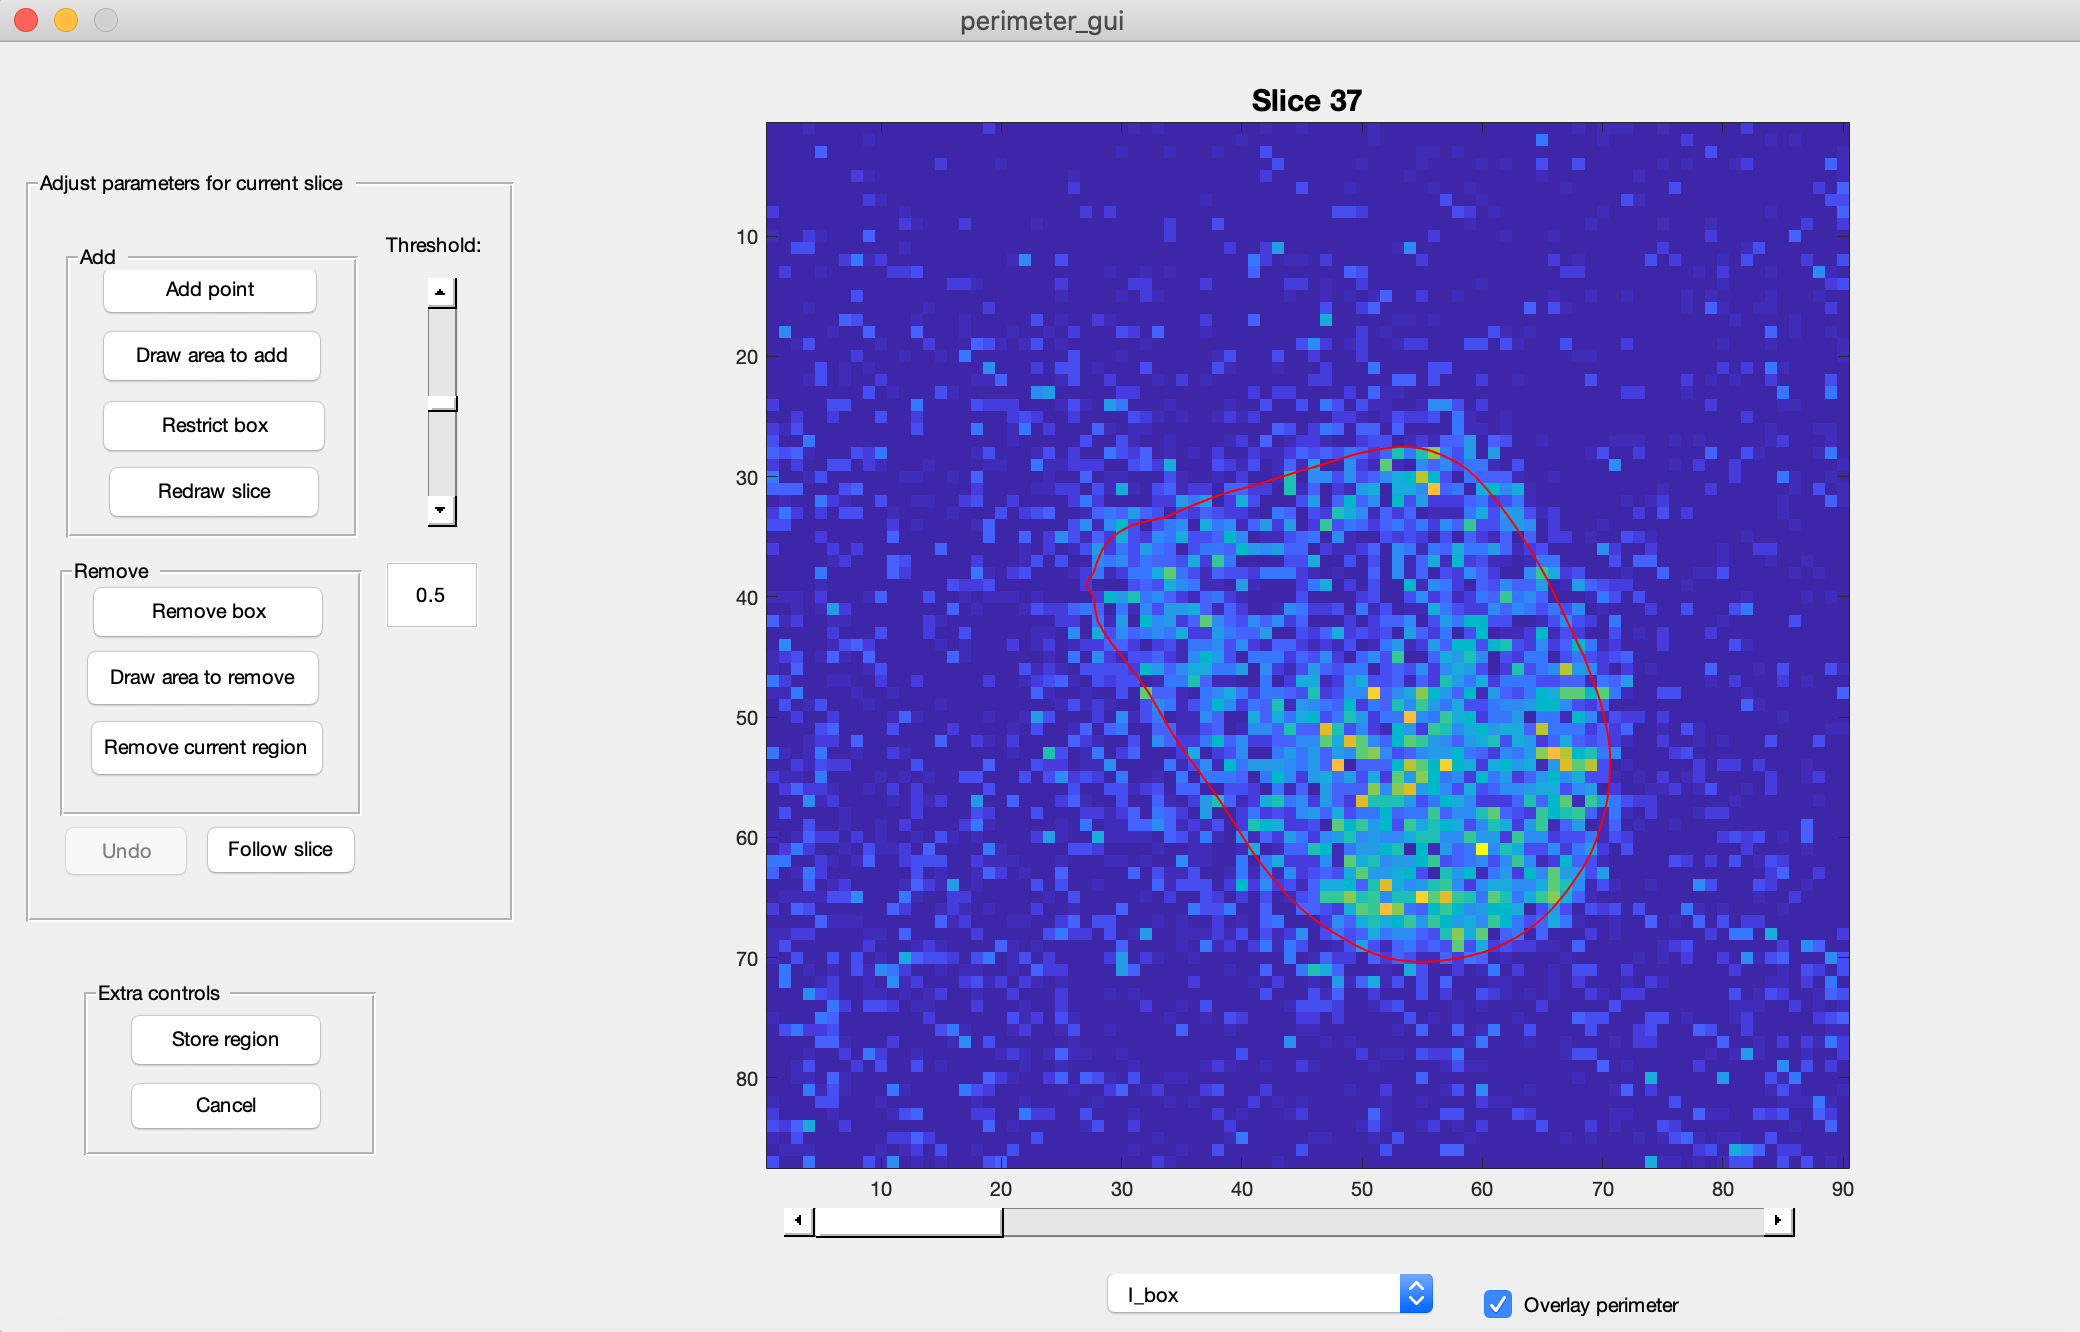 perimeter_gui
Slice 37
Adjust parameters for current slice
Threshold:
Add
Add point
Draw area to add
Restrict box
Redraw slice
Remove
Remove box
0.5
Draw area to remove
Remove current region
Undo
Follow slice
Extra controls
Store region
Cancel
10
20
30
40
50
60
70
80
10 20 30 40 50 60 70 80 90
I_box
Overlay perimeter